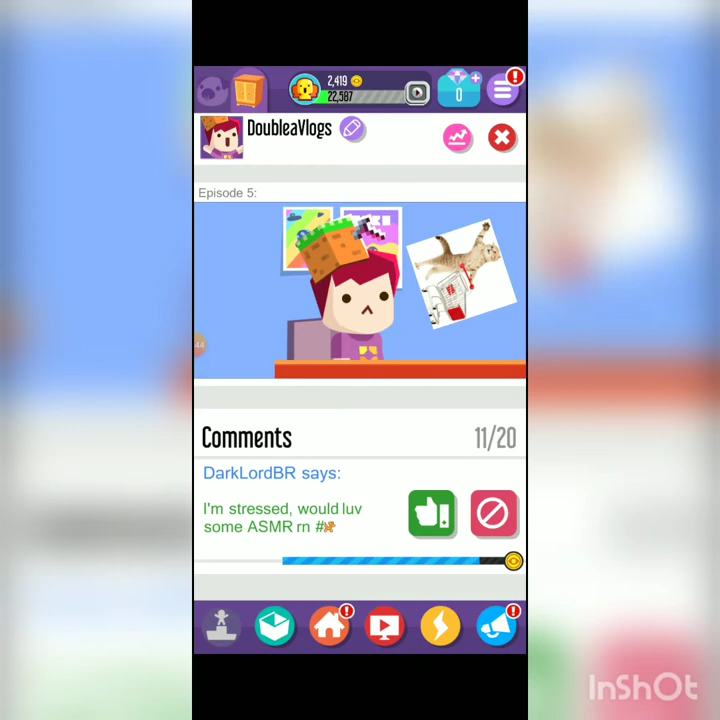 2,419
22,587
0
!
DoubleaVlogs
Episode 5:
44
Comments
11/20
DarkLordBR says:
I'm stressed, would luv
some ASMR rn #
!
!
InShOt